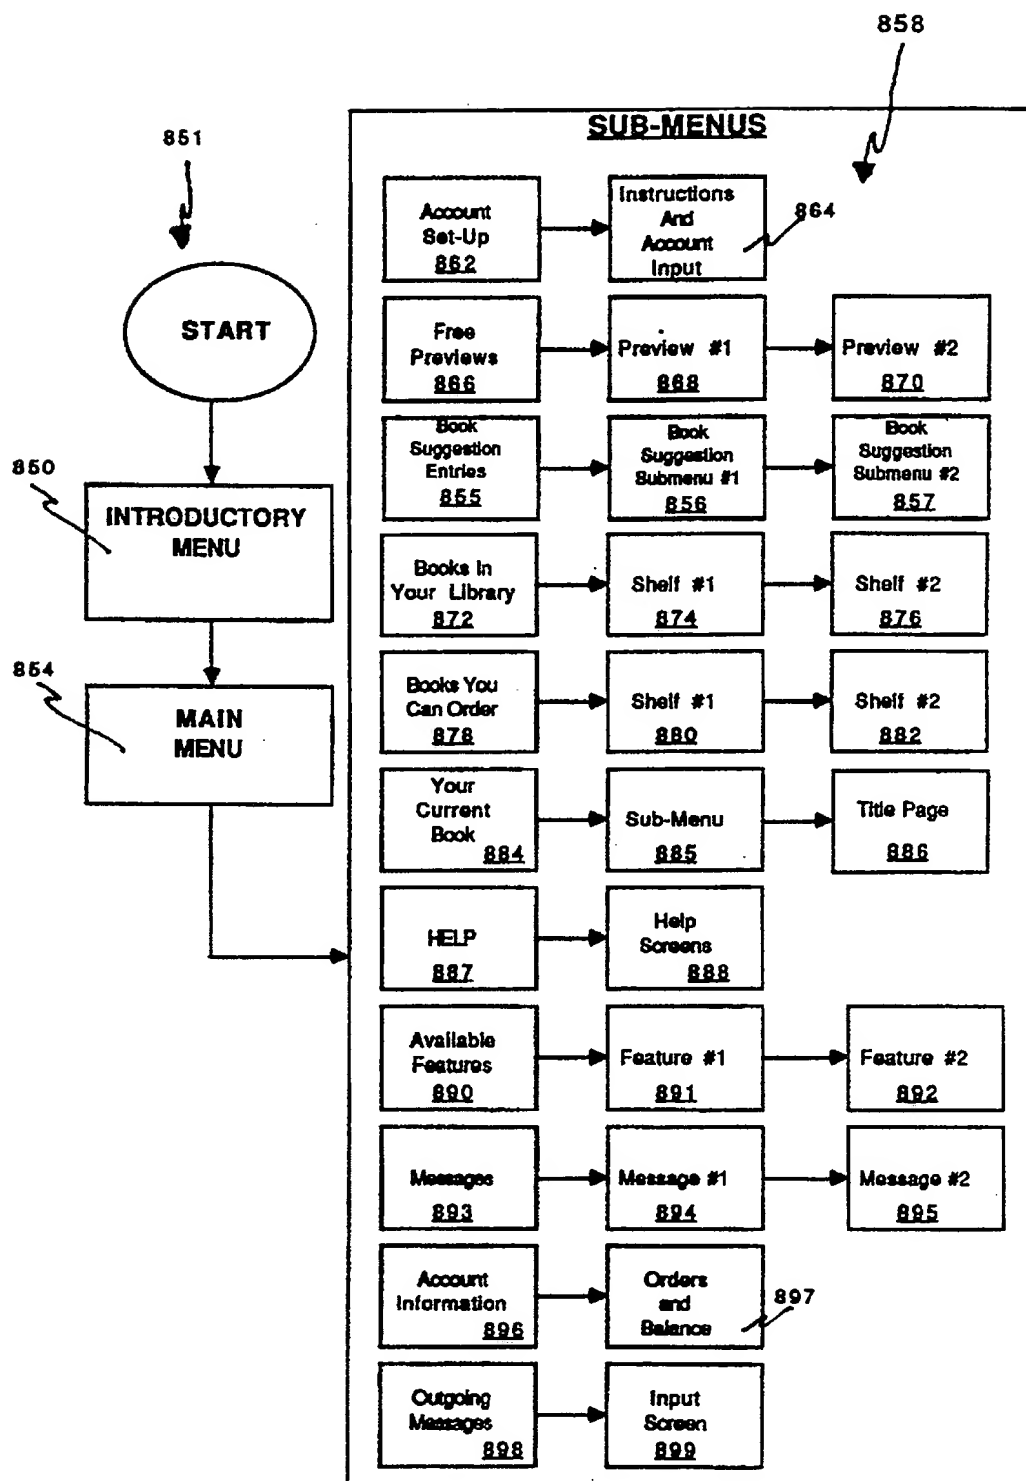 858
SUB-MENUS
851
START
850
INTRODUCTORY
MENU
854
MAIN
MENU
Account
Set-Up
862
Instructions
And
Account
Input
864
Free
Previews
866
Preview #1
868
Preview #2
870
Book
Suggestion
Entries
855
Book
Suggestion
Submenu #1
856
Book
Suggestion
Submenu #2
857
Books In
Your Library
872
Shelf #1
874
Shelf #2
876
Books You
Can Order
878
Shelf #1
880
Shelf #2
882
Your
Current
Book
884
Sub-Menu
885
Title Page
886
HELP
887
Help
Screens
888
Available
Features
890
Feature #1
891
Feature #2
892
Messages
893
Message #1
894
Message #2
895
Account
Information
896
Orders
and
Balance
897
Outgoing
Messages
898
Input
Screen
899